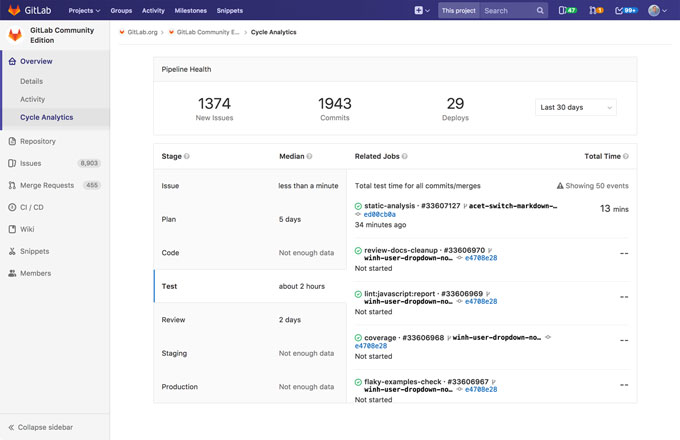 GitLab Projects Groups Activity Milestones Snippets This project Search 47 1 99+
GitLab Community Edition
GitLab.org > GitLab Community E... > Cycle Analytics
Overview
Details
Activity
Cycle Analytics
Repository
Issues 8,903
Merge Requests 455
CI / CD
Wiki
Snippets
Members
Collapse sidebar
Pipeline Health
1374 1943 29
New Issues Commits Deploys
Last 30 days
Stage Median Related Jobs Total Time
Issue less than a minute
Plan 5 days
Code Not enough data
Test about 2 hours
Review 2 days
Staging Not enough data
Production Not enough data
Total test time for all commits/merges Showing 50 events
static-analysis · #33607127 acet-switch-markdown-… 13 mins
ed00cb0a
34 minutes ago
review-docs-cleanup · #33606970 --
winh-user-dropdown-no… e4708e28
Not started
lint:javascript:report · #33606969 --
winh-user-dropdown-no… e4708e28
Not started
coverage · #33606968 winh-user-dropdown-no… --
e4708e28
Not started
flaky-examples-check · #33606967 --
winh-user-dropdown-no… e4708e28
Not started